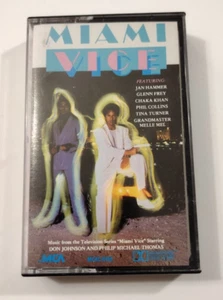 MIAMI
VICE
FEATURING
JAN HAMMER
GLENN FREY
CHAKA KHAN
PHIL COLLINS
TINA TURNER
GRANDMASTER
MELLE MEL
Music from the Television Series "Miami Vice" Starring
DON JOHNSON AND PHILIP MICHAEL THOMAS
MCA